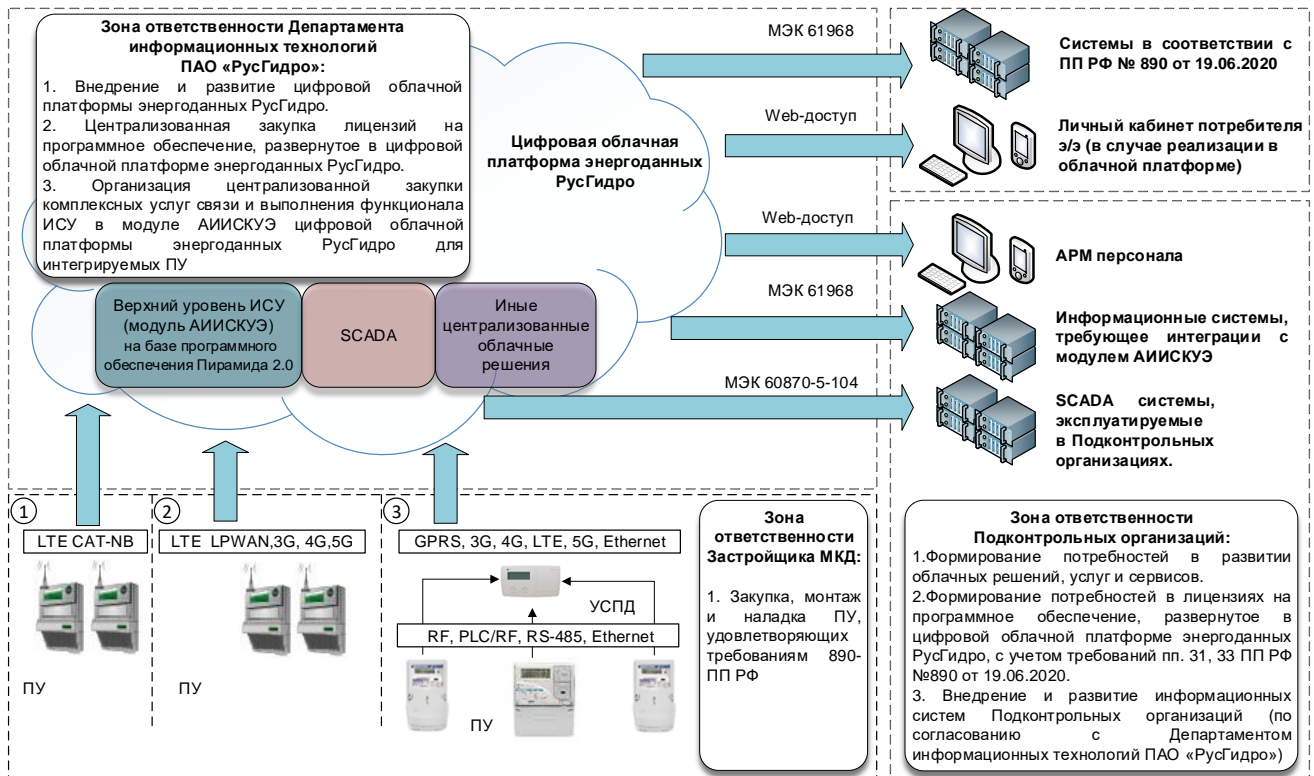 Зона ответственности Департамента
информационных технологий
ПАО «РусГидро»:
1. Внедрение и развитие цифровой облачной
платформы энергоданных РусГидро.
2. Централизованная закупка лицензий на
программное обеспечение, развернутое в цифровой
облачной платформе энергоданных РусГидро.
3. Организация централизованной закупки
комплексных услуг связи и выполнения функционала
ИСУ в модуле АИИСКУЭ цифровой облачной
платформы энергоданных РусГидро для
интегрируемых ПУ
Цифровая облачная
платформа энергоданных
РусГидро
Верхний уровень ИСУ
(модуль АИИСКУЭ)
на базе программного
обеспечения Пирамида 2.0
SCADA
Иные
централизованные
облачные
решения
МЭК 61968
Web-доступ
Web-доступ
МЭК 61968
МЭК 60870-5-104
Системы в соответствии с
ПП РФ № 890 от 19.06.2020
Личный кабинет потребителя
э/э (в случае реализации в
облачной платформе)
АРМ персонала
Информационные системы,
требующее интеграции с
модулем АИИСКУЭ
SCADA системы,
эксплуатируемые
в Подконтрольных
организациях.
1
LTE CAT-NB
ПУ
2
LTE LPWAN,3G, 4G,5G
ПУ
3
GPRS, 3G, 4G, LTE, 5G, Ethernet
УСПД
RF, PLC/RF, RS-485, Ethernet
ПУ
Зона
ответственности
Застройщика МКД:
1. Закупка, монтаж
и наладка ПУ,
удовлетворяющих
требованиям 890-
ПП РФ
Зона ответственности
Подконтрольных организаций:
1.Формирование потребностей в развитии
облачных решений, услуг и сервисов.
2.Формирование потребностей в лицензиях на
программное обеспечение, развернутое в
цифровой облачной платформе энергоданных
РусГидро, с учетом требований пп. 31, 33 ПП РФ
№890 от 19.06.2020.
3. Внедрение и развитие информационных
систем Подконтрольных организаций (по
согласованию с Департаментом
информационных технологий ПАО «РусГидро»)